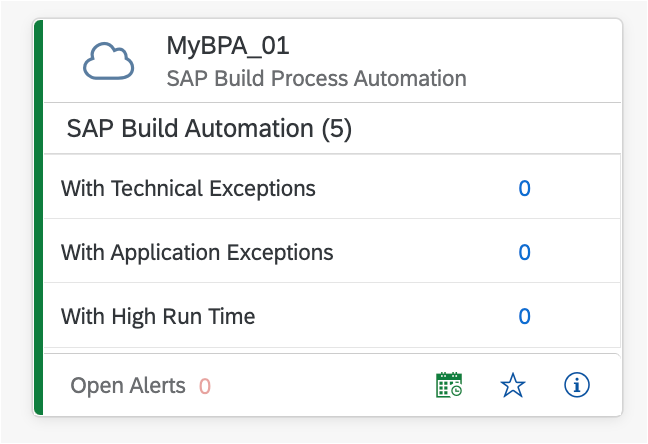 MyBPA_01
SAP Build Process Automation
SAP Build Automation (5)
With Technical Exceptions 0
With Application Exceptions 0
With High Run Time 0
Open Alerts 0